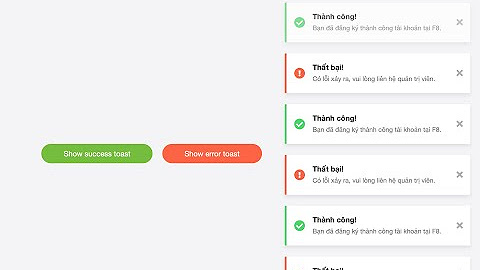 Thành công!
Bạn đã đăng ký thành công tài khoản tại F8.
Thất bại!
Có lỗi xảy ra, vui lòng liên hệ quản trị viên.
Thành công!
Bạn đã đăng ký thành công tài khoản tại F8.
Show success toast
Show error toast
Thất bại!
Có lỗi xảy ra, vui lòng liên hệ quản trị viên.
Thành công!
Bạn đã đăng ký thành công tài khoản tại F8.
Thất bại!